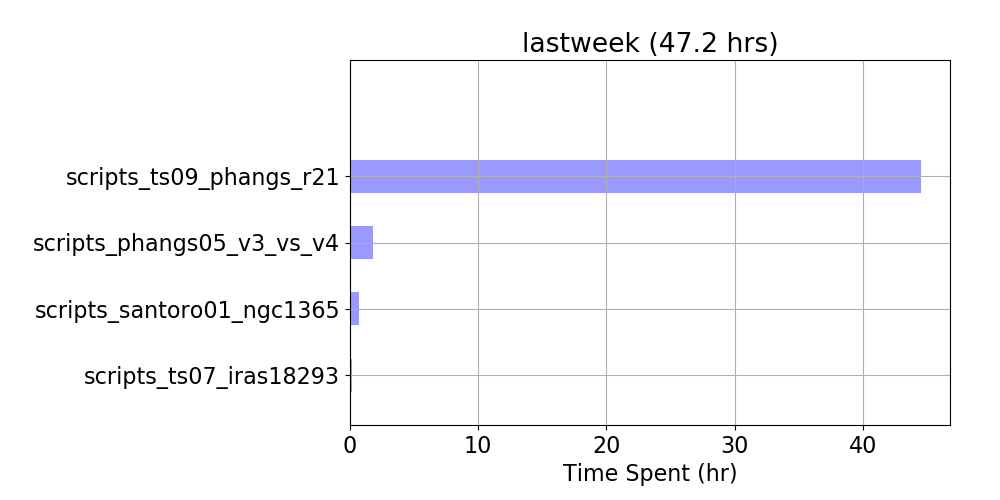 lastweek (47.2 hrs)
scripts_ts09_phangs_r21
scripts_phangs05_v3_vs_v4
scripts_santoro01_ngc1365
scripts_ts07_iras18293
0 10 20 30 40
Time Spent (hr)